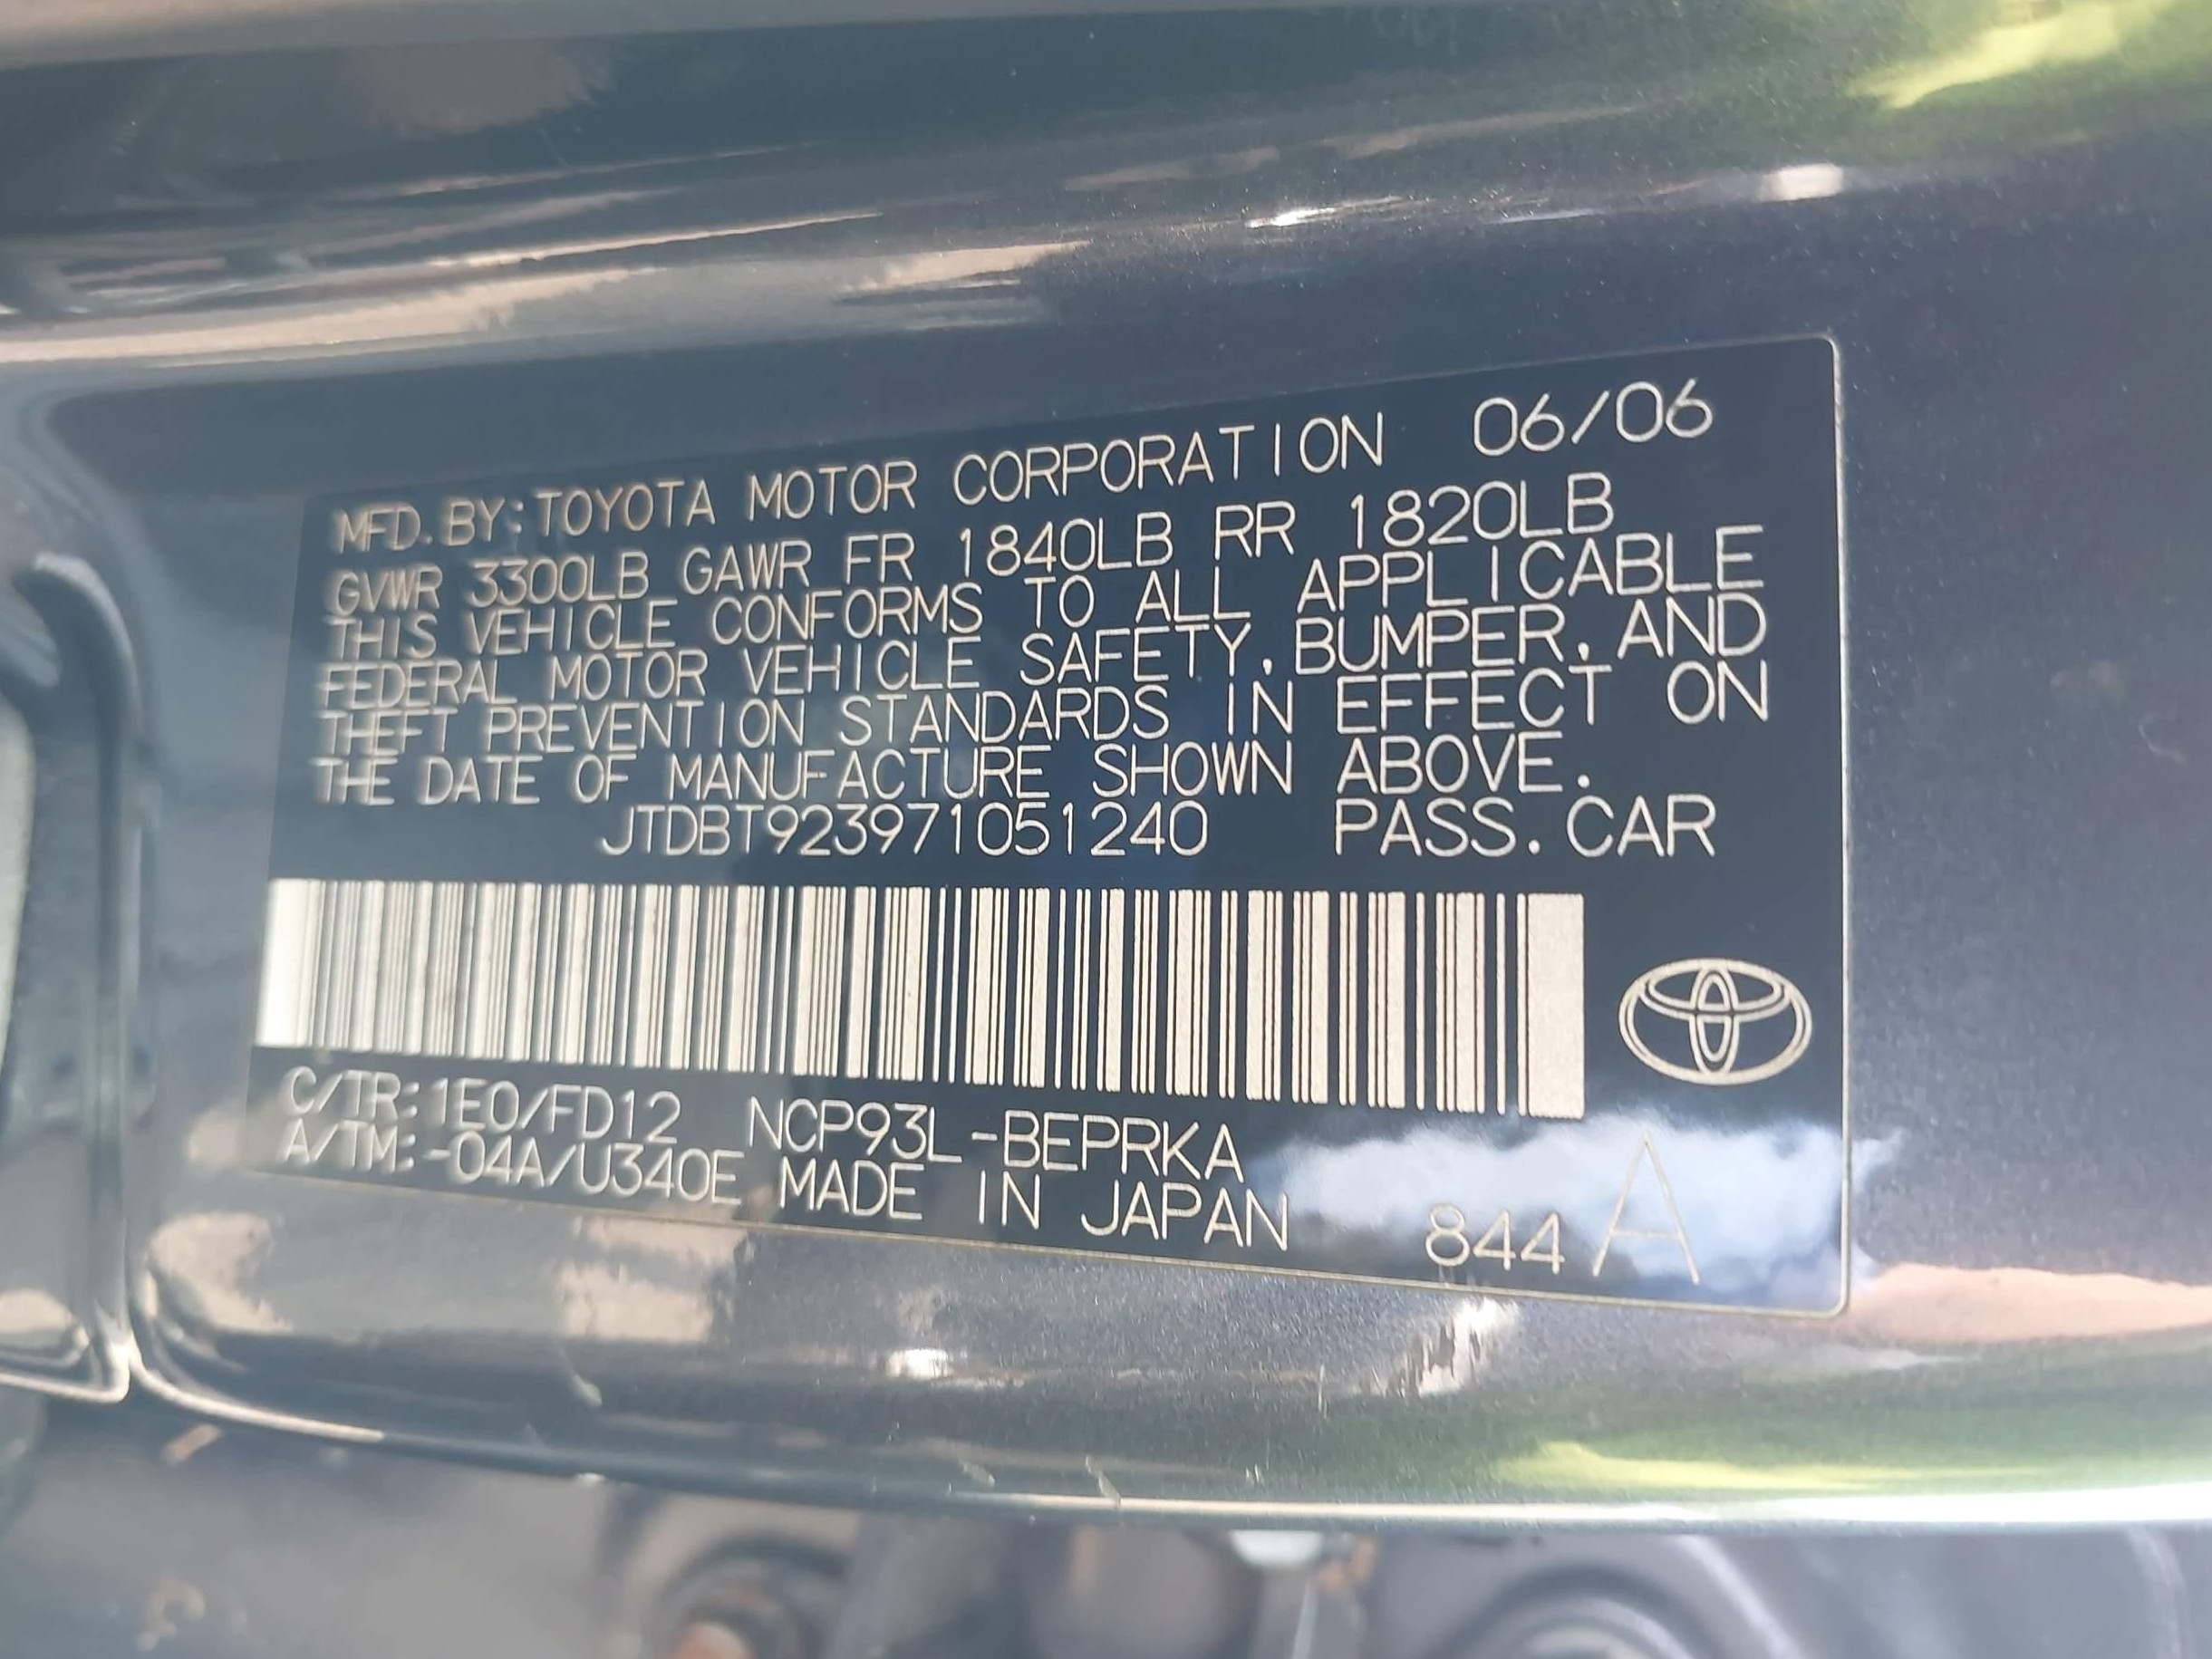 MFD.BY:TOYOTA MOTOR CORPORATION 06/06
GVWR 3300LB GAWR FR 1840LB RR 1820LB
THIS VEHICLE CONFORMS TO ALL APPLICABLE
FEDERAL MOTOR VEHICLE SAFETY, BUMPER, AND
THEFT PREVENTION STANDARDS IN EFFECT ON
THE DATE OF MANUFACTURE SHOWN ABOVE.
JTDBT923971051240 PASS.CAR
C/TR:1E0/FD12 NCP93L-BEPRKA
A/TM:-04A/U340E MADE IN JAPAN 844 A